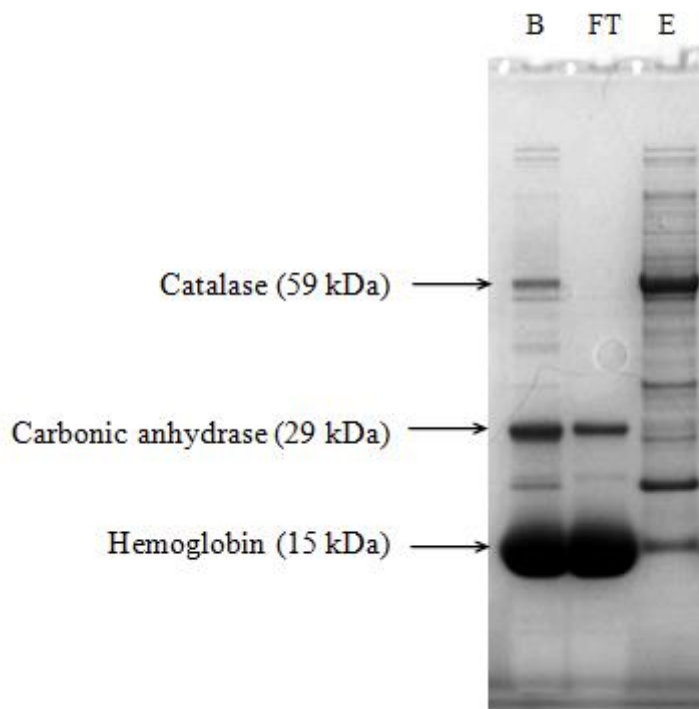 B FT E
Catalase (59 kDa)
Carbonic anhydrase (29 kDa)
Hemoglobin (15 kDa)